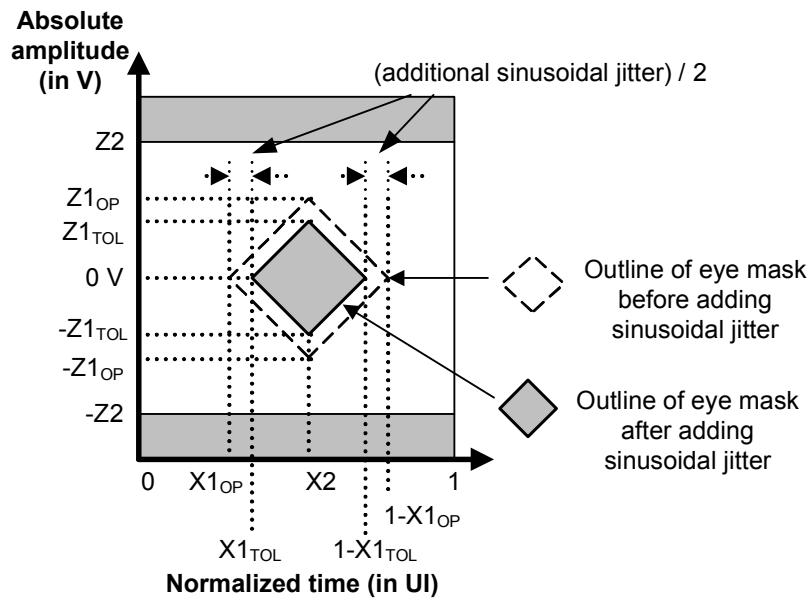 Absolute
amplitude
(in V)
(additional sinusoidal jitter) / 2
Z2
Z1OP
Z1TOL
0 V
-Z1TOL
-Z1OP
-Z2
Outline of eye mask
before adding
sinusoidal jitter
Outline of eye mask
after adding
sinusoidal jitter
0 X1OP X2 1
1-X1OP
X1TOL 1-X1TOL
Normalized time (in UI)